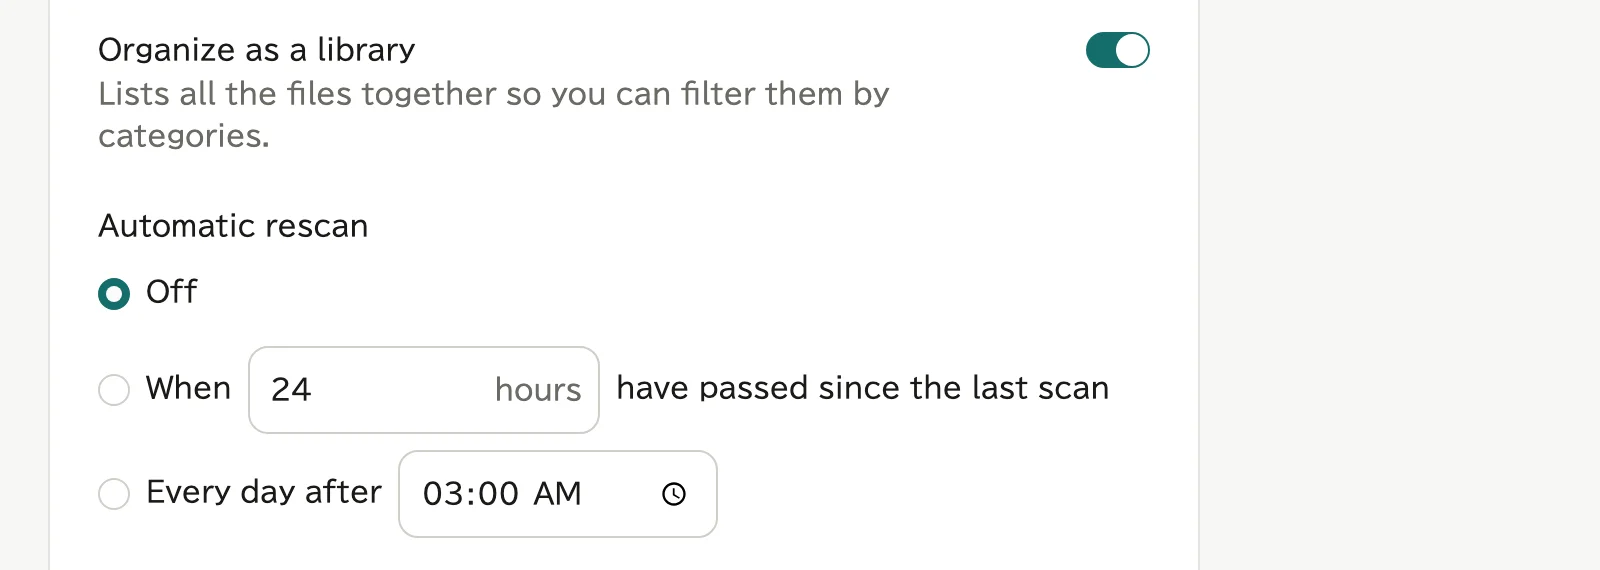 Organize as a library
Lists all the files together so you can filter them by
categories.
Automatic rescan
Off
When 24 hours have passed since the last scan
Every day after 03:00 AM